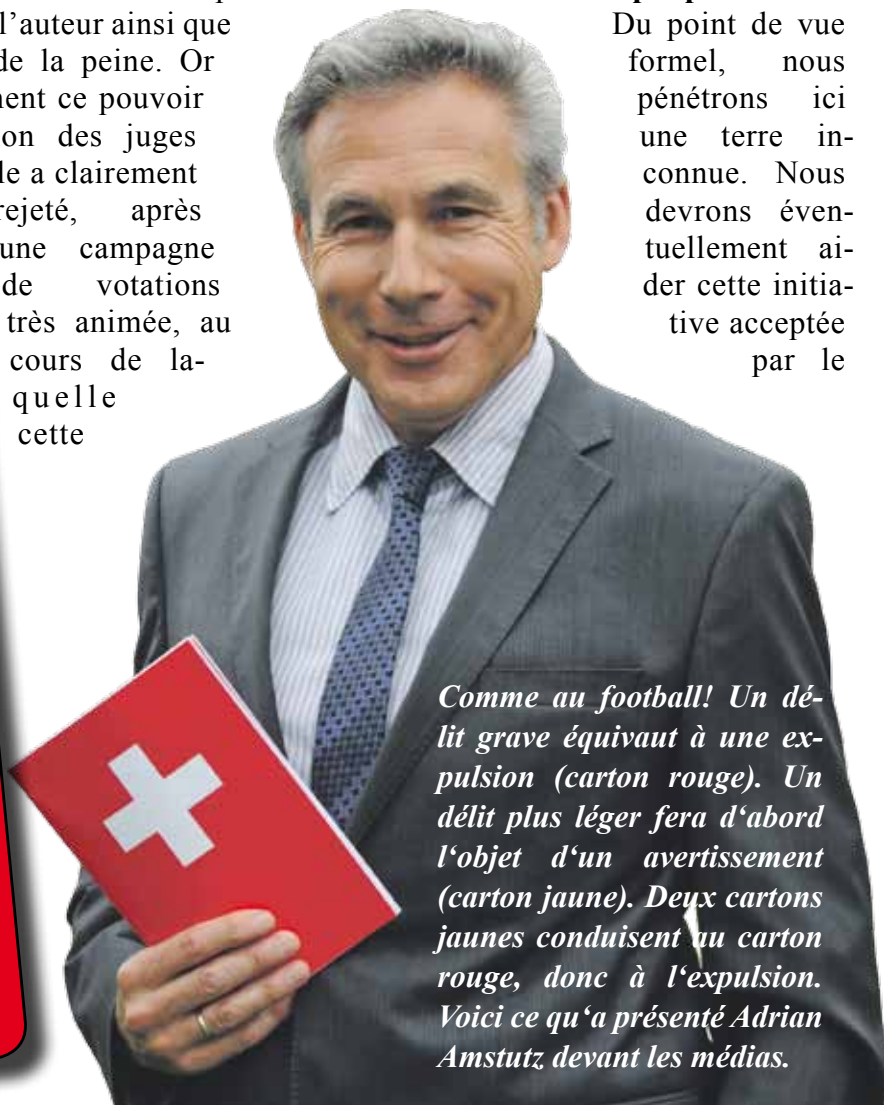 l'auteur ainsi que
de la peine. Or
ce pouvoir
des juges
a clairement
rejeté, après
une campagne
de votations
très animée, au
cours de la-
quelle
cette
Du point de vue
formel, nous
pénétrons ici
une terre in-
connue. Nous
devrons éven-
tuellement ai-
der cette initia-
tive acceptée
par le
Comme au football! Un dé-
lit grave équivaut à une ex-
pulsion (carton rouge). Un
délit plus léger fera d‘abord
l‘objet d‘un avertissement
(carton jaune). Deux cartons
jaunes conduisent au carton
rouge, donc à l‘expulsion.
Voici ce qu‘a présenté Adrian
Amstutz devant les médias.